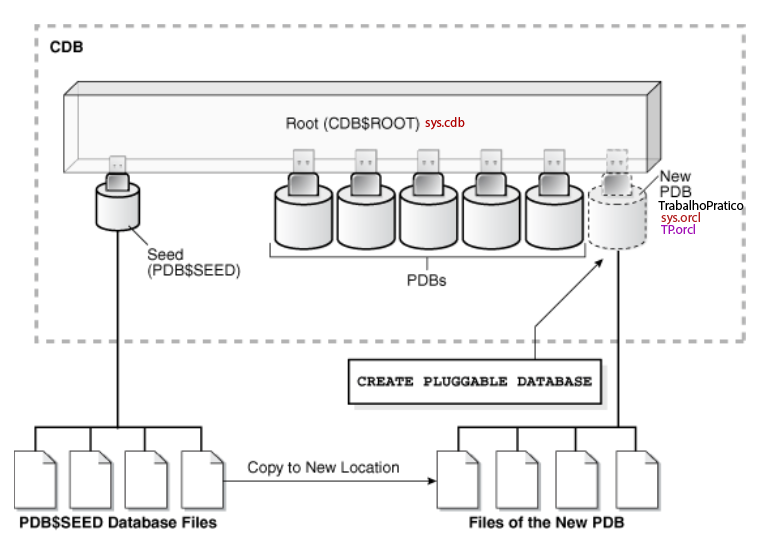 CDB
Root (CDB$ROOT) sys.cdb
New
PDB
TrabalhoPratico
sys.orcl
TP.orcl
Seed
(PDB$SEED)
PDBs
CREATE PLUGGABLE DATABASE
Copy to New Location
PDB$SEED Database Files
Files of the New PDB